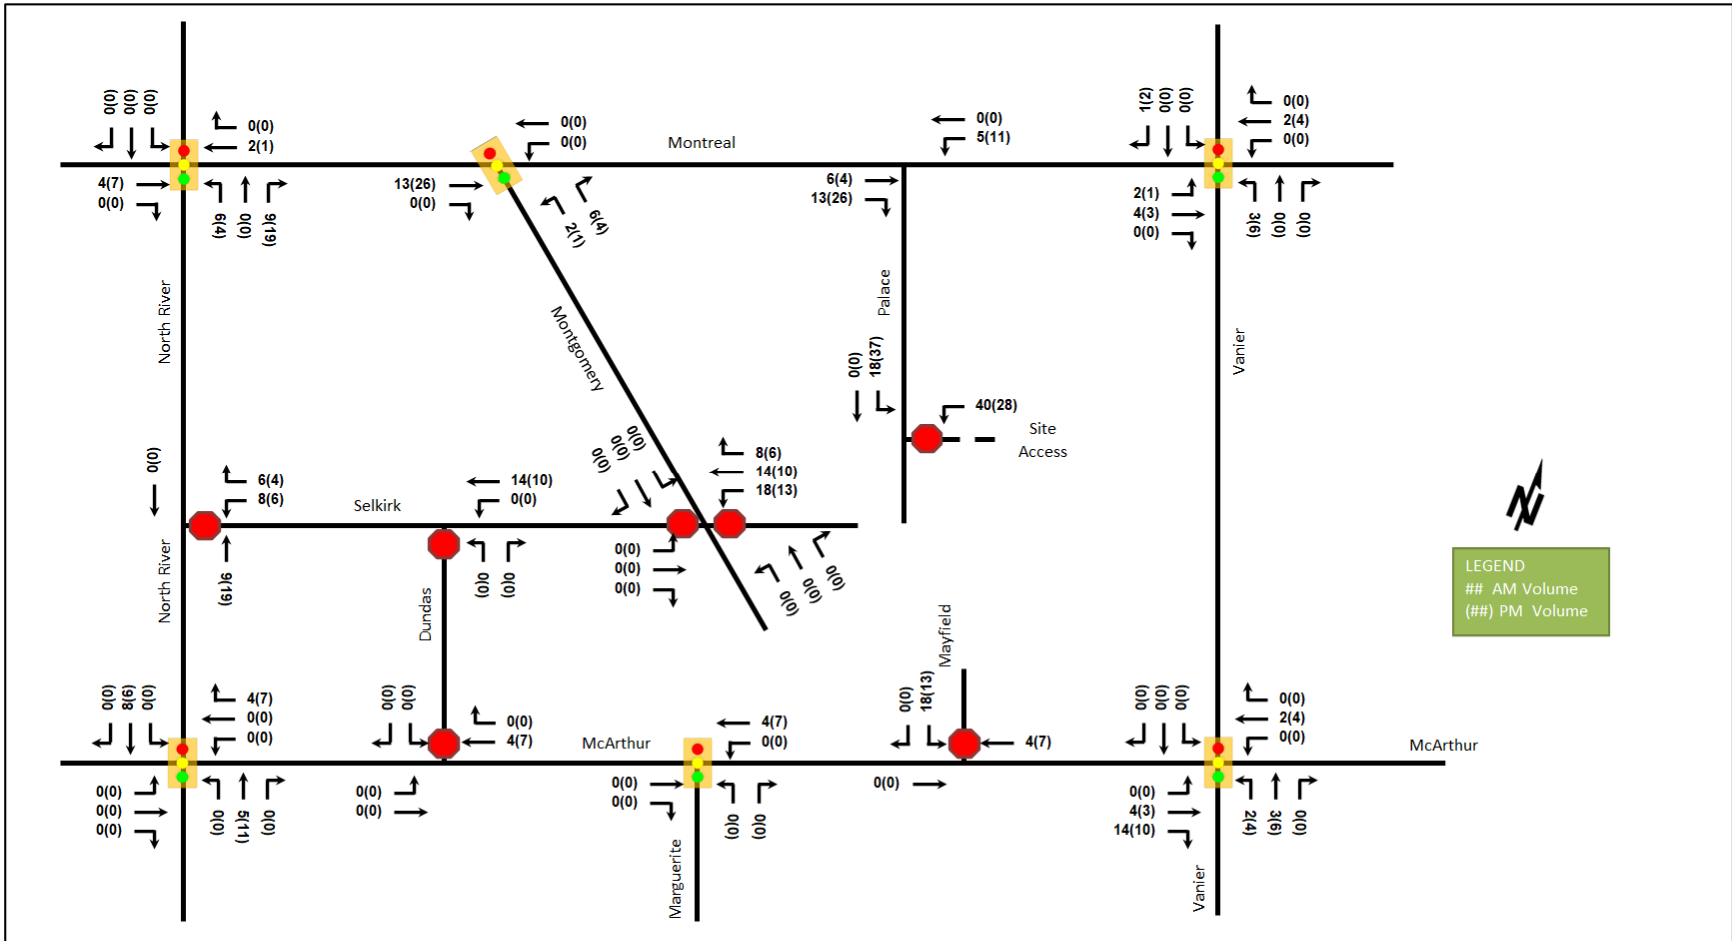 0(0) 0(0) 0(0)
0(0)
2(1)
4(7)
0(0)
6(4) 0(0) 9(19)
0(0)
0(0)
Montreal
13(26)
0(0)
2(1)
6(4)
0(0)
5(11)
6(4)
13(26)
1(2) 0(0) 0(0)
0(0)
2(4)
0(0)
2(1)
4(3)
0(0)
3(6) 0(0) 0(0)
North River
Montgomery
Palace
Vanier
0(0) 18(37)
40(28)
Site
Access
0(0)
6(4)
8(6)
9(19)
Selkirk
14(10)
0(0)
0(0) 0(0)
0(0)
0(0)
0(0)
8(6)
14(10)
18(13)
0(0)
0(0)
0(0)
0(0)
0(0)
0(0)
North River
Dundas
Mayfield
LEGEND
## AM Volume
(##) PM Volume
0(0) 8(6) 0(0)
4(7)
0(0)
0(0)
0(0)
0(0)
0(0)
0(0) 5(11) 0(0)
0(0) 0(0)
0(0)
4(7)
0(0)
0(0)
McArthur
4(7)
0(0)
0(0)
0(0)
0(0) 0(0)
Marguerite
0(0) 18(13)
4(7)
0(0)
0(0) 0(0) 0(0)
0(0)
2(4)
0(0)
McArthur
0(0)
4(3)
14(10)
2(4) 3(6) 0(0)
Vanier